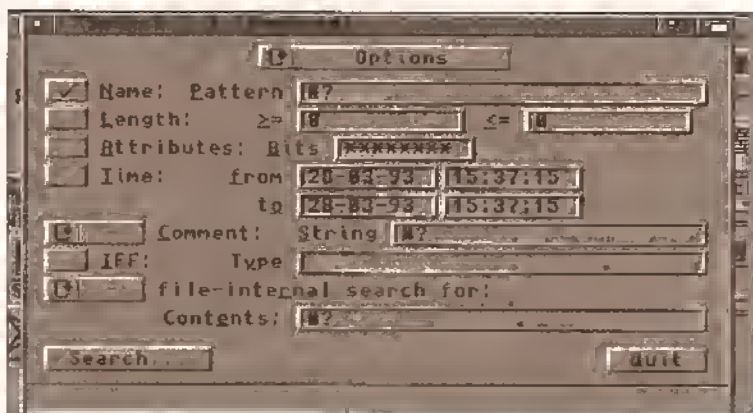 Options
Name: Pattern #?
Length: >= 0 <= 0
Attributes: Bits ********
Time: from 28-03-93 15:37:15
to 28-03-93 15:37:15
Comment: String #?
IFF: Type
file-internal search for:
Contents: #?
Search... Quit